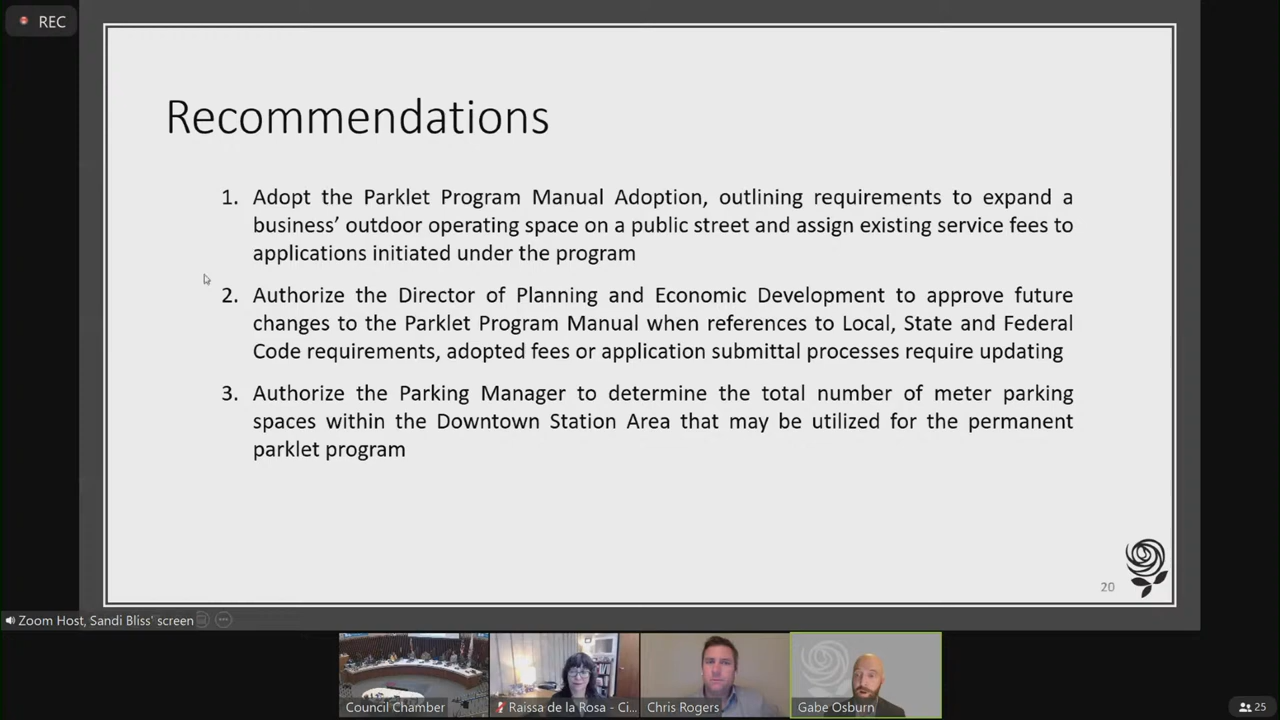 REC
Recommendations
1. Adopt the Parklet Program Manual Adoption, outlining requirements to expand a
business’ outdoor operating space on a public street and assign existing service fees to
applications initiated under the program
2. Authorize the Director of Planning and Economic Development to approve future
changes to the Parklet Program Manual when references to Local, State and Federal
Code requirements, adopted fees or application submittal processes require updating
3. Authorize the Parking Manager to determine the total number of meter parking
spaces within the Downtown Station Area that may be utilized for the permanent
parklet program
20
Zoom Host, Sandi Bliss' screen
Council Chamber
Raissa de la Rosa - Ci...
Chris Rogers
Gabe Osburn
25